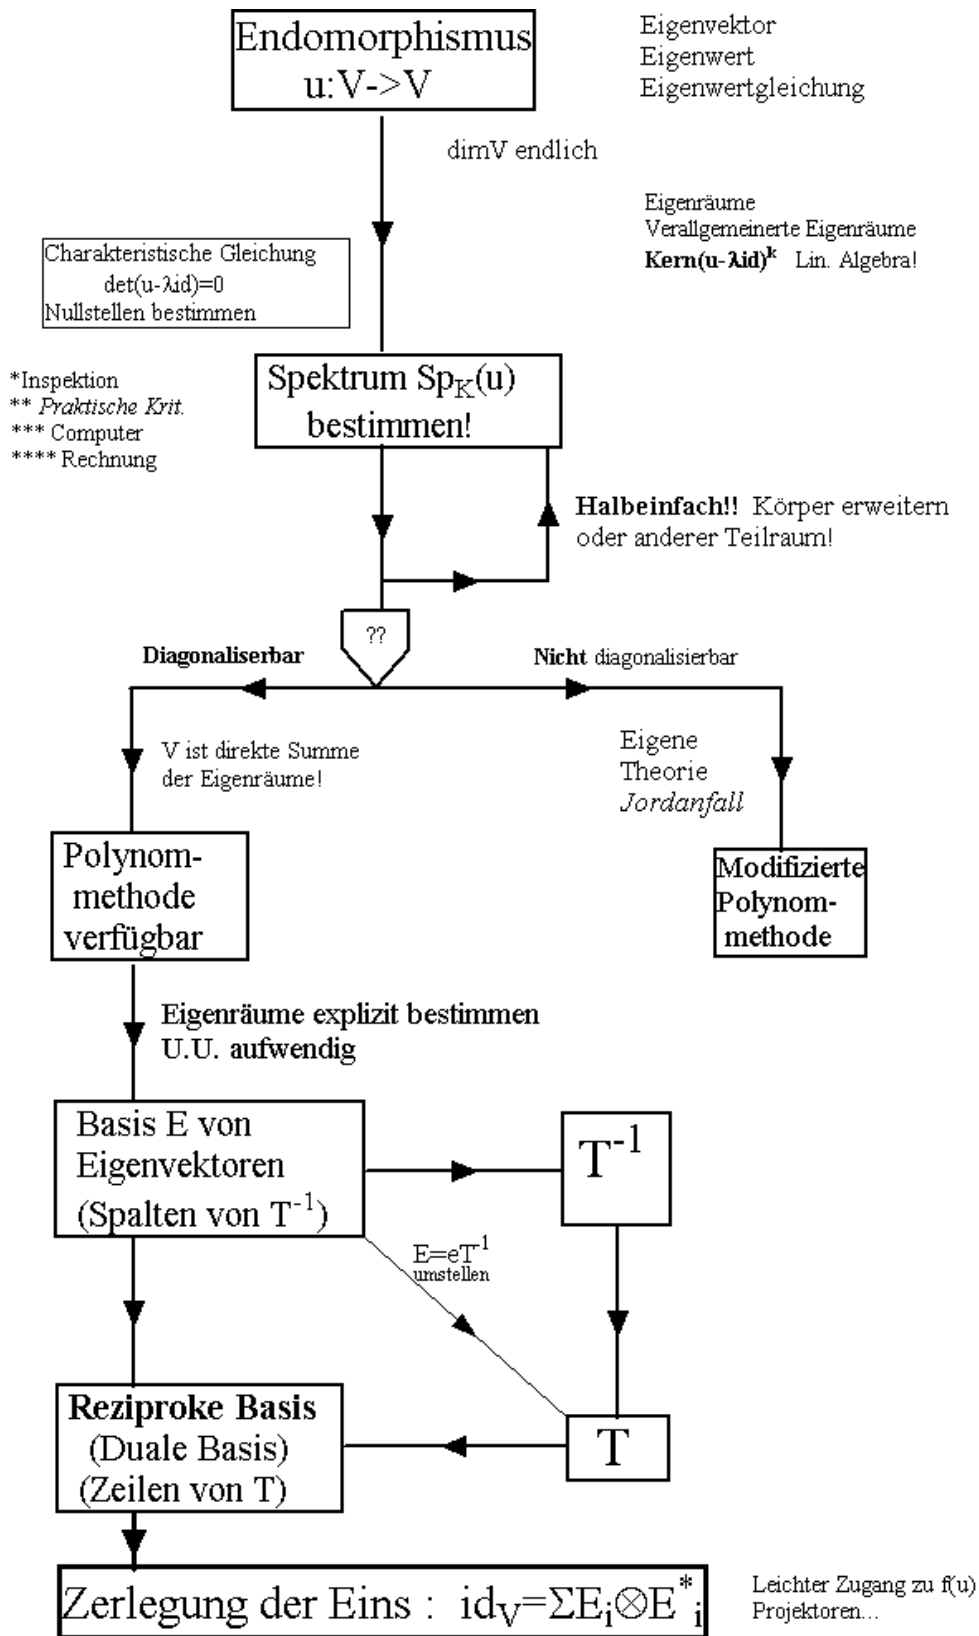 Endomorphismus
u:V->V
Eigenvektor
Eigenwert
Eigenwertgleichung
dimV endlich
Eigenräume
Verallgemeinerte Eigenräume
Kern(u-λid)ᵏ Lin. Algebra!
Charakteristische Gleichung
det(u-λid)=0
Nullstellen bestimmen
*Inspektion
** Praktische Krit.
*** Computer
**** Rechnung
Spektrum Sp_K(u)
bestimmen!
Halbeinfach!! Körper erweitern
oder anderer Teilraum!
??
Diagonaliserbar
Nicht diagonalisierbar
V ist direkte Summe
der Eigenräume!
Eigene
Theorie
Jordanfall
Polynom-
methode
verfügbar
Modifizierte
Polynom-
methode
Eigenräume explizit bestimmen
U.U. aufwendig
Basis E von
Eigenvektoren
(Spalten von T⁻¹)
T⁻¹
E=eT⁻¹
umstellen
Reziproke Basis
(Duale Basis)
(Zeilen von T)
T
Zerlegung der Eins : id_V=ΣE_i⊗E*_i
Leichter Zugang zu f(u)
Projektoren...